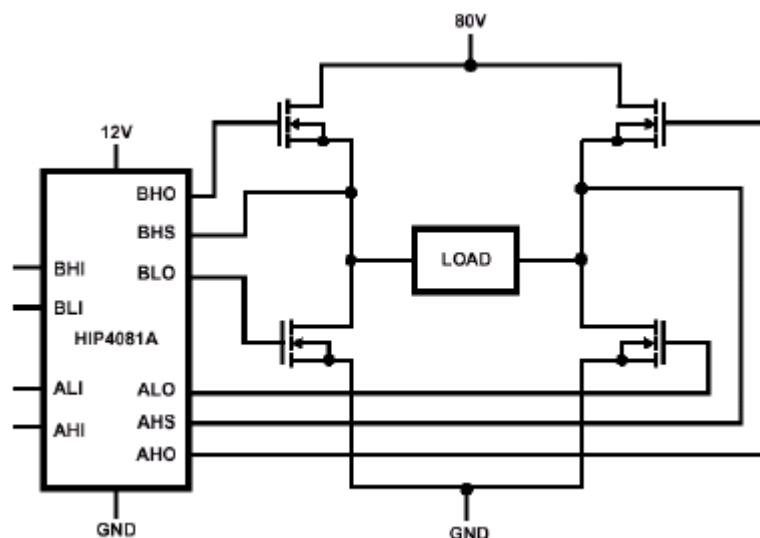 80V
12V
BHO
BHS
BHI
BLO
LOAD
BLI
HIP4081A
ALI
ALO
AHS
AHI
AHO
GND
GND